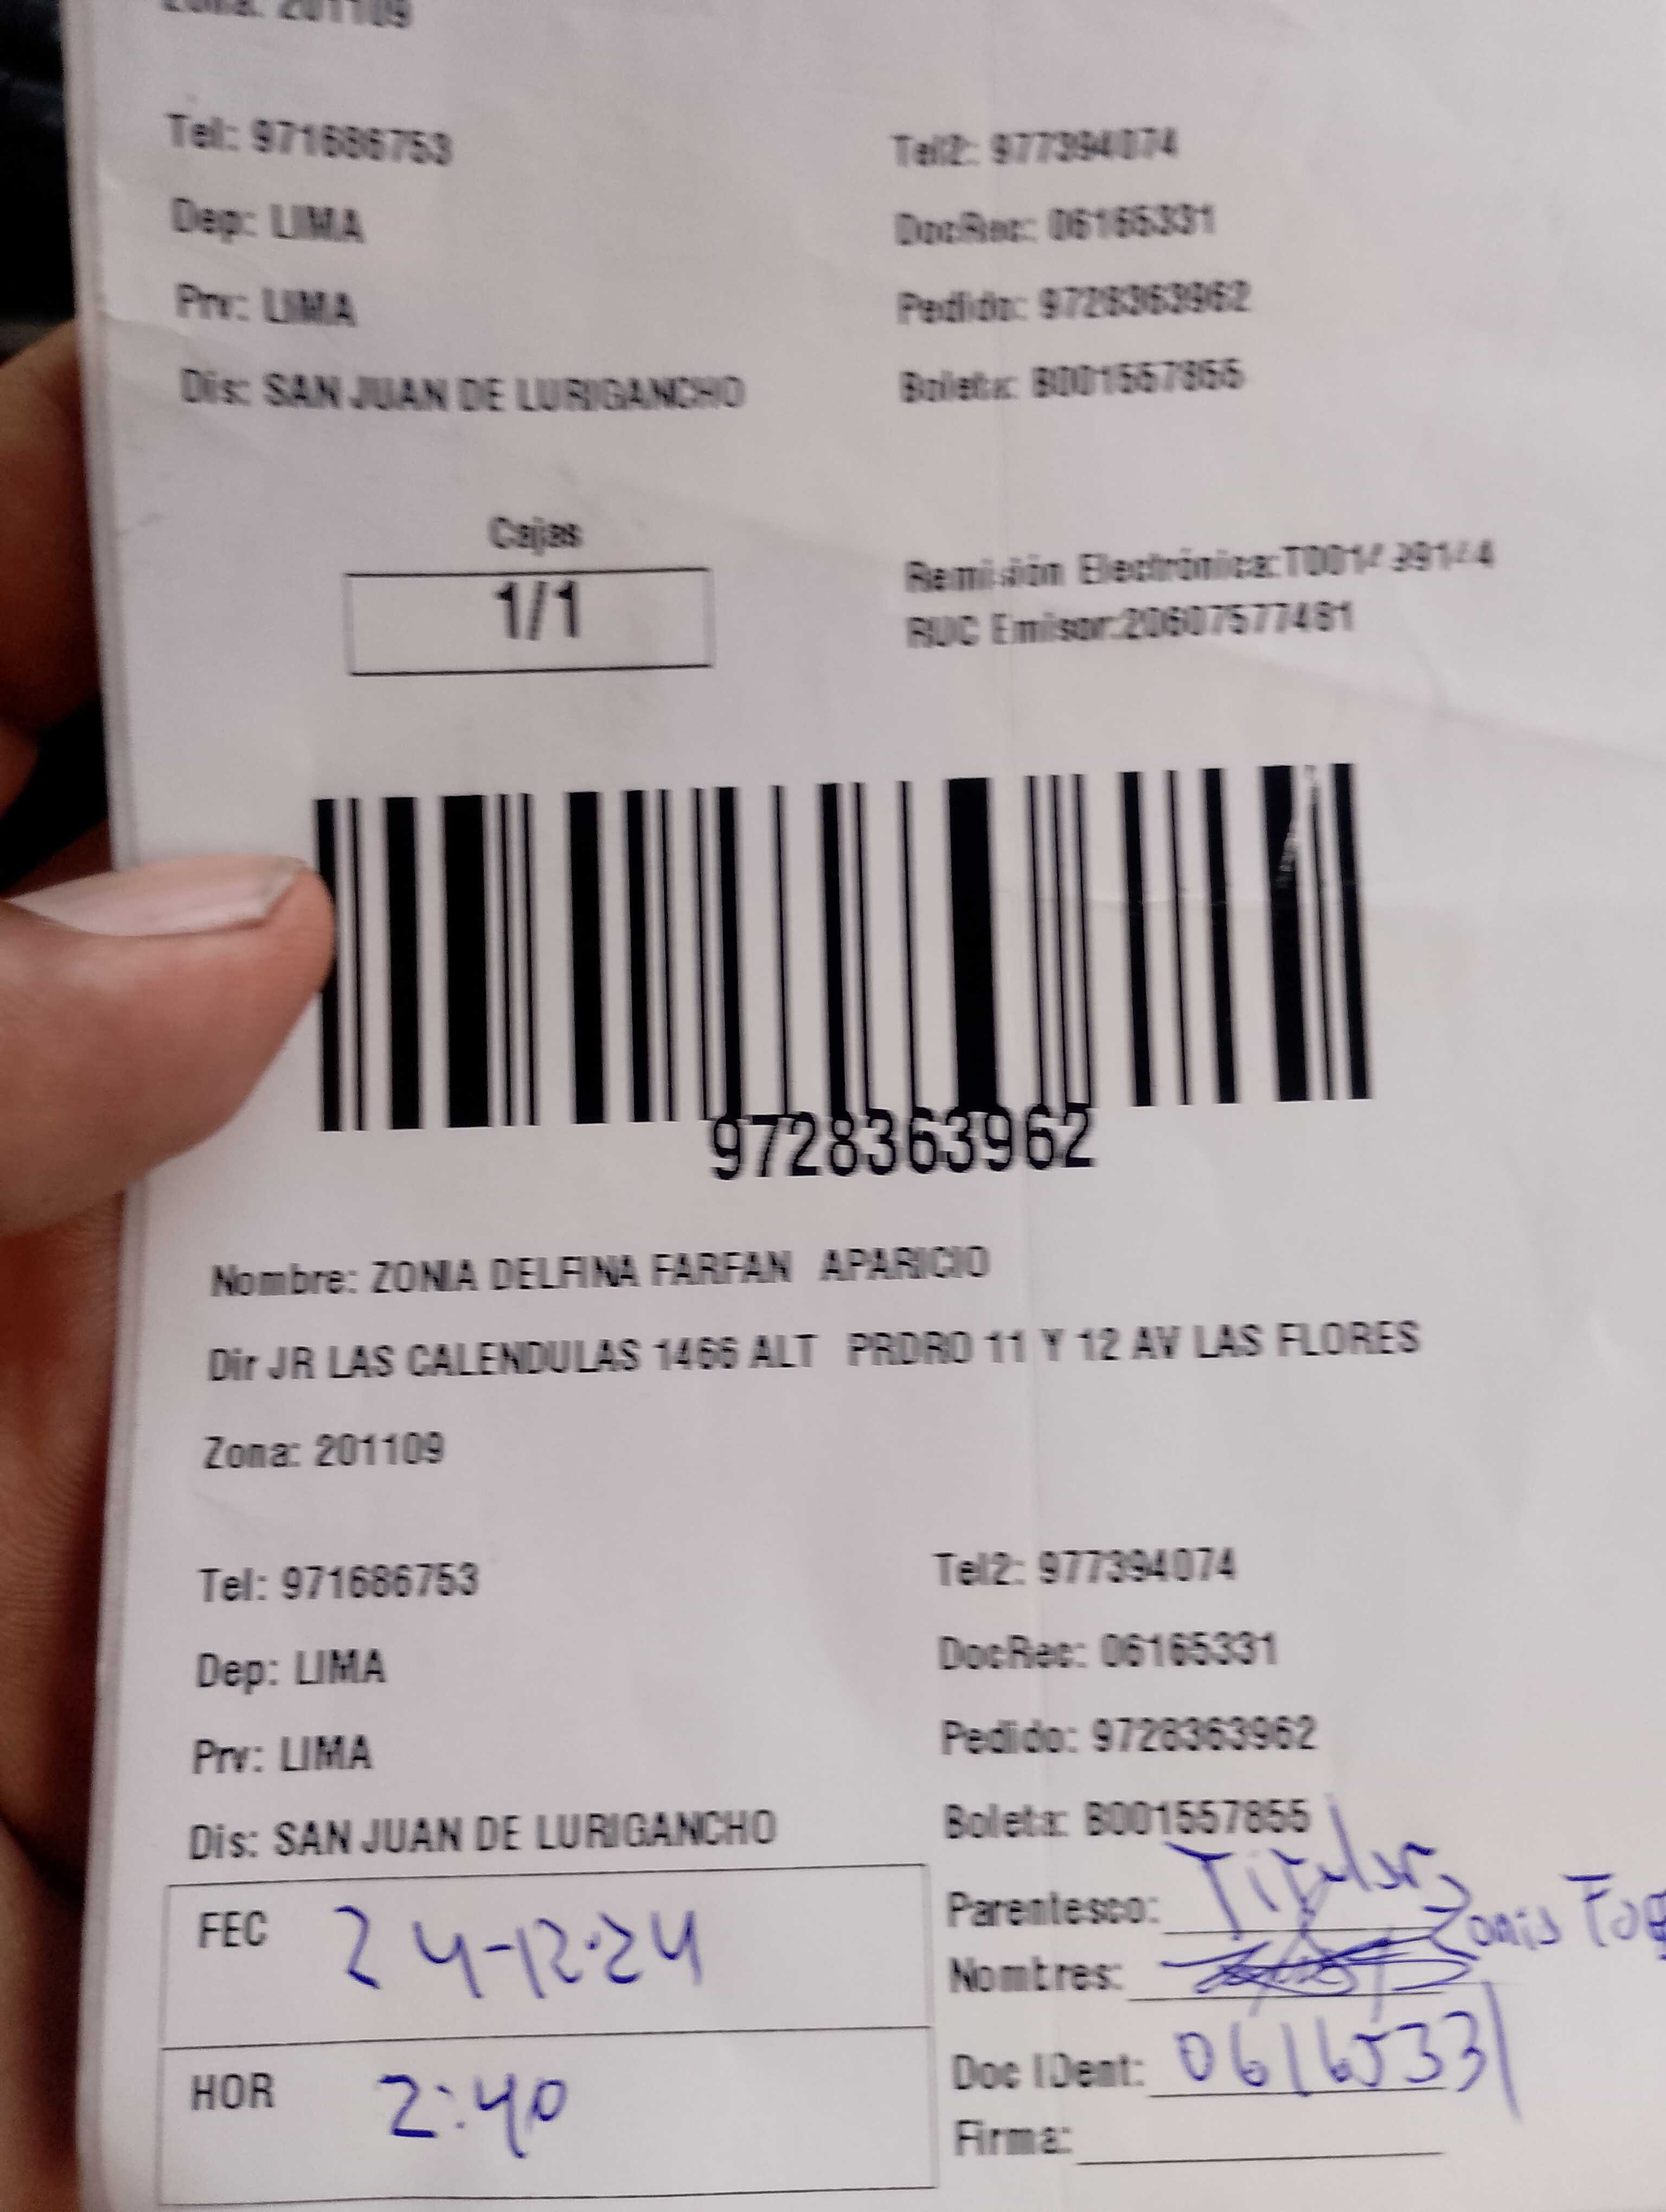 Zona: 201109
Tel: 971686753 Tel2: 977394074
Dep: LIMA DocRec: 06165331
Prv: LIMA Pedido: 9728363962
Dis: SAN JUAN DE LURIGANCHO Boleta: B001557855
Cajas
1/1
Remisión Electrónica:
RUC Emisor:20607577481
9728363962
Nombre: ZONIA DELFINA FARFAN APARICIO
Dir JR LAS CALENDULAS 1466 ALT PRDRO 11 Y 12 AV LAS FLORES
Zona: 201109
Tel: 971686753 Tel2: 977394074
Dep: LIMA DocRec: 06165331
Prv: LIMA Pedido: 9728363962
Dis: SAN JUAN DE LURIGANCHO Boleta: B001557855
FEC 24-12-24
HOR 2:40
Parentesco: Titular
Nombres:
Doc IDent: 06165331
Firma: